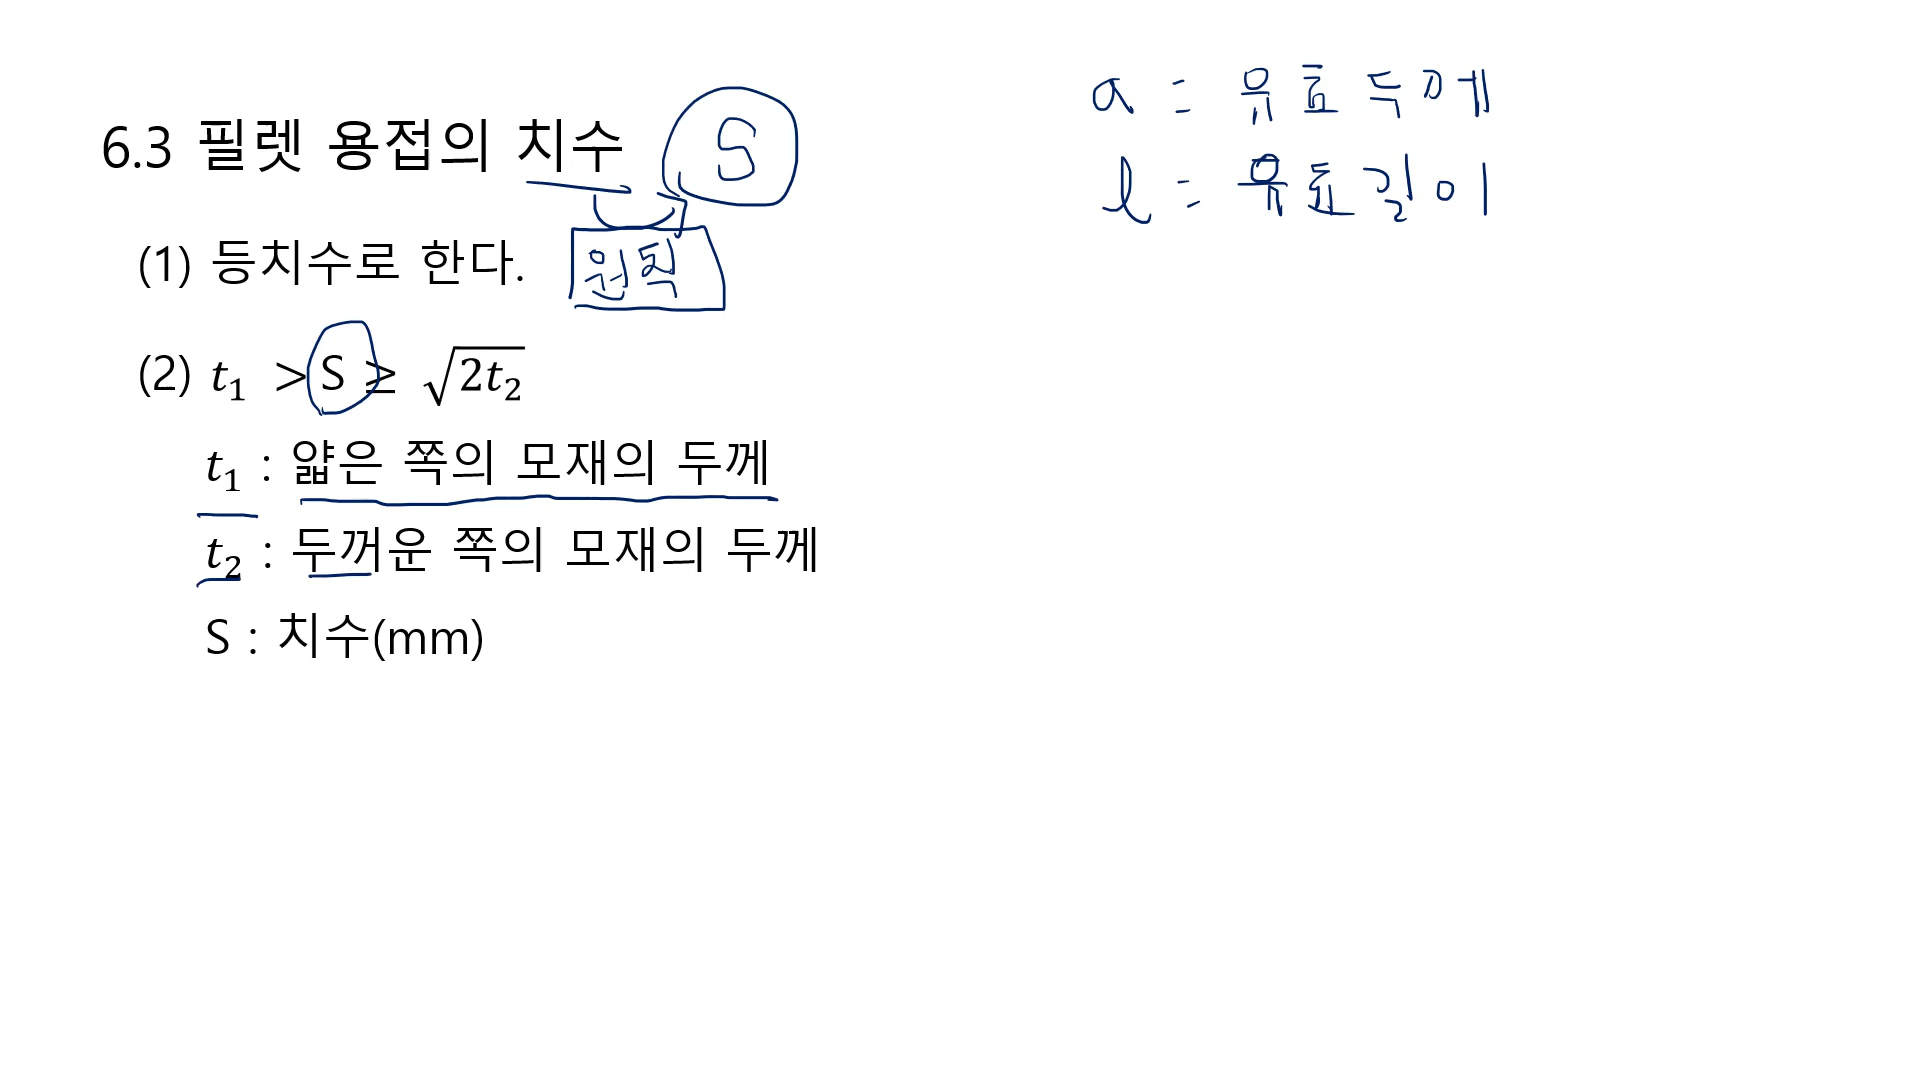 6.3 필렛 용접의 치수 S
(1) 등치수로 한다. 원칙
(2) t₁ > S ≥ √2t₂
t₁ : 얇은 쪽의 모재의 두께
t₂ : 두꺼운 쪽의 모재의 두께
S : 치수(mm)
a : 유효두께
l : 유효길이